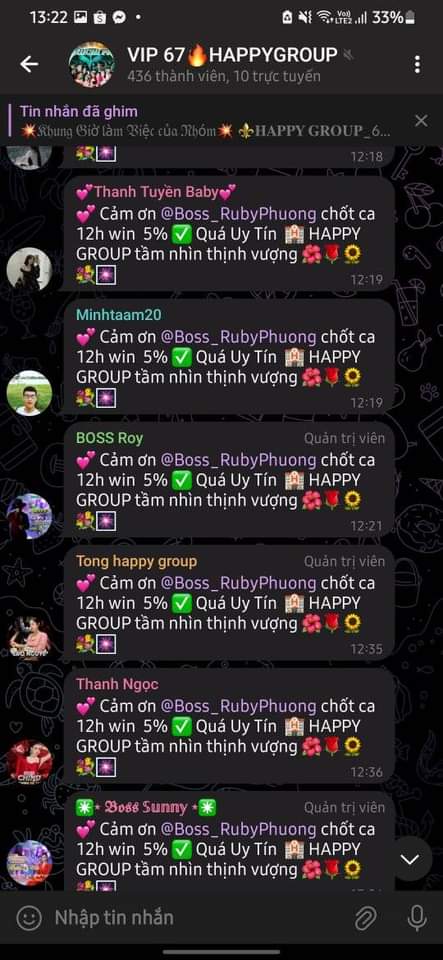 13:22
Voj)
LTE2
33%
VIP 67🔥HAPPYGROUP
436 thành viên, 10 trực tuyến
Tin nhắn đã ghim
💥𝔎𝔥𝔲𝔫𝔤 𝔊𝔦ờ 𝔩à𝔪 𝔙𝔦ệ𝔠 𝔠ủ𝔞 𝔑𝔥ó𝔪💥 ⚜️𝐇𝐀𝐏𝐏𝐘 𝐆𝐑𝐎𝐔𝐏_6...
💐🎆
12:18
💕Thanh Tuyền Baby💕
💕 Cảm ơn @Boss_RubyPhuong chốt ca
12h win 5% ✅ Quá Uy Tín 🏩 HAPPY
GROUP tầm nhìn thịnh vượng 🌺🌹🌻
💐🎆
12:19
Minhtaam20
💕 Cảm ơn @Boss_RubyPhuong chốt ca
12h win 5% ✅ Quá Uy Tín 🏩 HAPPY
GROUP tầm nhìn thịnh vượng 🌺🌹🌻
💐🎆
12:19
BOSS Roy Quản trị viên
💕 Cảm ơn @Boss_RubyPhuong chốt ca
12h win 5% ✅ Quá Uy Tín 🏩 HAPPY
GROUP tầm nhìn thịnh vượng 🌺🌹🌻
💐🎆
12:21
Tong happy group Quản trị viên
💕 Cảm ơn @Boss_RubyPhuong chốt ca
12h win 5% ✅ Quá Uy Tín 🏩 HAPPY
GROUP tầm nhìn thịnh vượng 🌺🌹🌻
💐🎆
12:35
Thanh Ngọc
💕 Cảm ơn @Boss_RubyPhuong chốt ca
12h win 5% ✅ Quá Uy Tín 🏩 HAPPY
GROUP tầm nhìn thịnh vượng 🌺🌹🌻
💐🎆
12:36
✳️⋆ 𝕭𝖔𝖘𝖘 𝕊𝕦𝕟𝕟𝕪 ⋆✳️ Quản trị viên
💕 Cảm ơn @Boss_RubyPhuong chốt ca
12h win 5% ✅ Quá Uy Tín 🏩 HAPPY
GROUP tầm nhìn thịnh vượng 🌺🌹🌻
💐🎆
Nhập tin nhắn